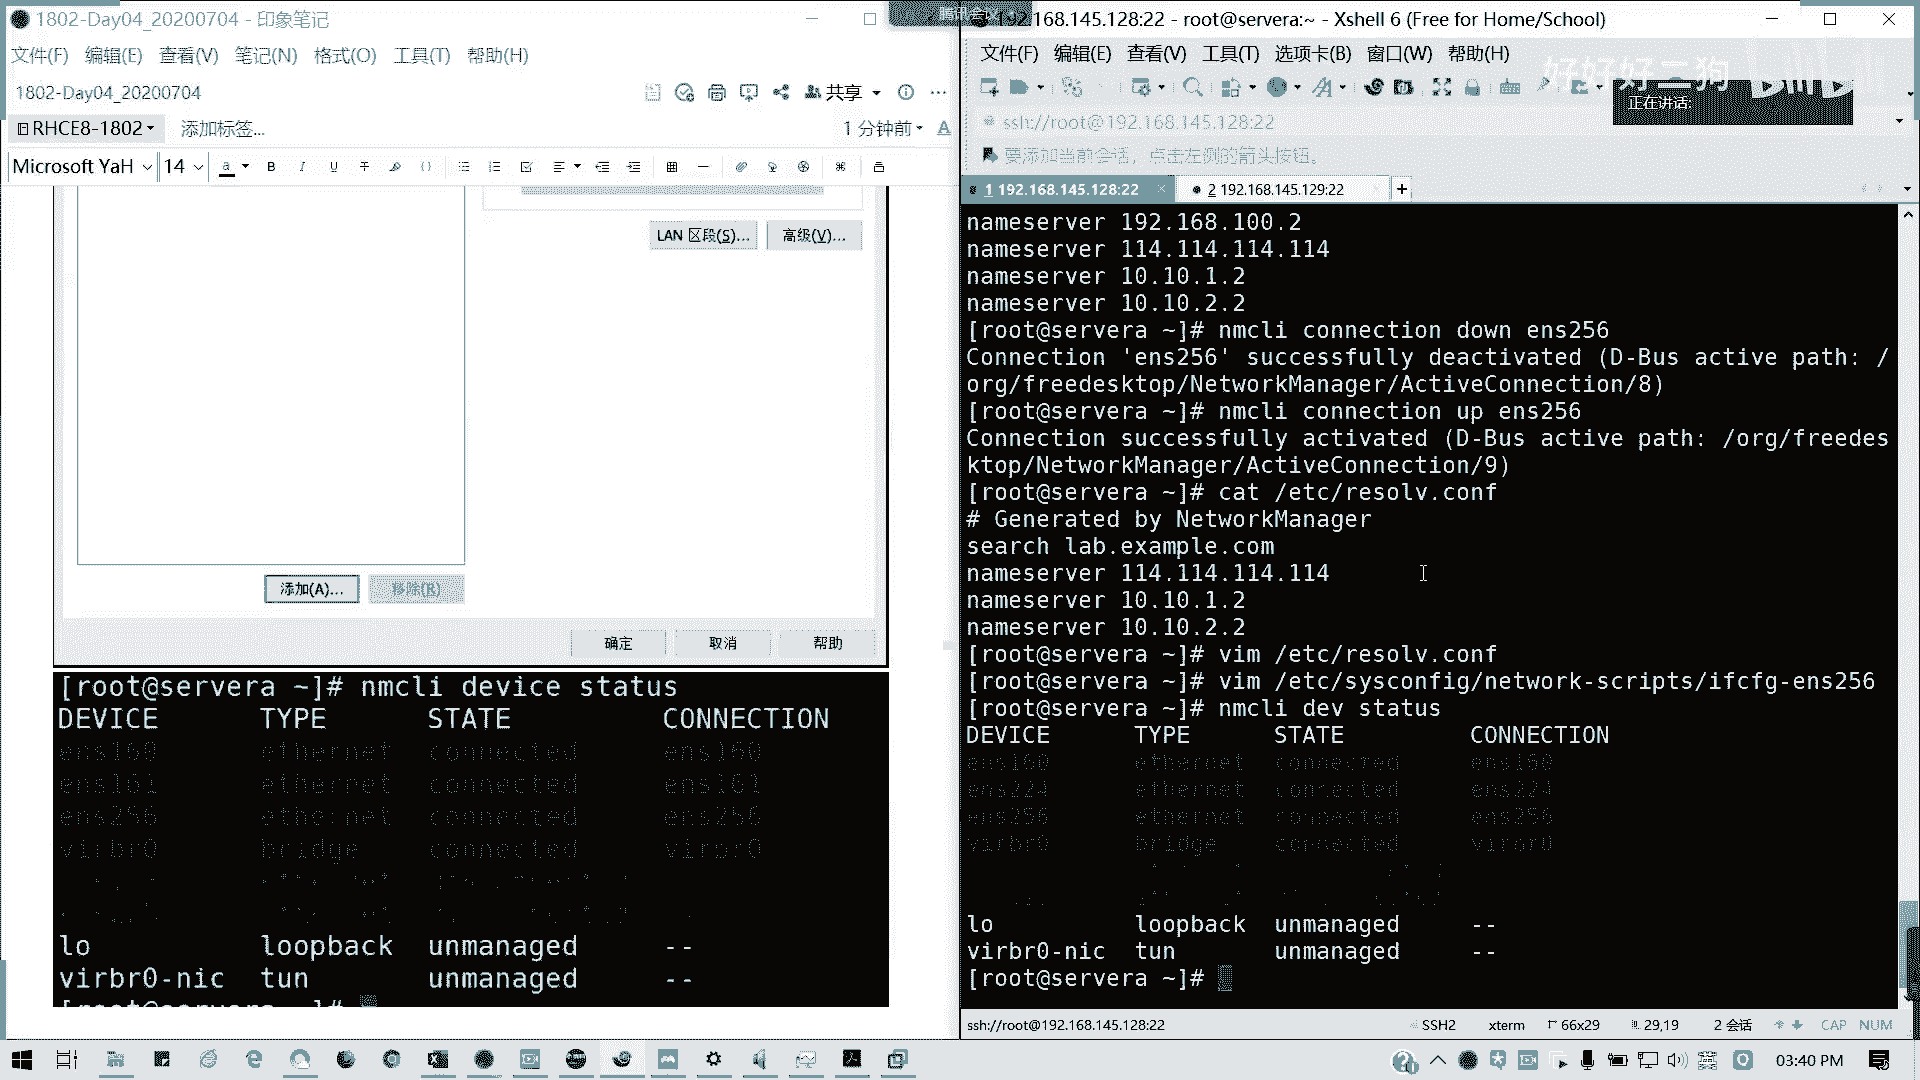 1802-Day04_20200704 - 印象笔记
文件(F) 编辑(E) 查看(V) 笔记(N) 格式(O) 工具(T) 帮助(H)
1802-Day04_20200704
共享
RHCE8-1802
添加标签...
1 分钟前
Microsoft YaH
14
LAN 区段(S)...
高级(V)...
添加(A)...
移除(R)
确定
取消
帮助
[root@servera ~]# nmcli device status
DEVICE TYPE STATE CONNECTION
ens160 ethernet connected ens160
ens161 ethernet connected ens161
ens256 ethernet connected ens256
virbr0 bridge connected virbr0
lo loopback unmanaged --
virbr0-nic tun unmanaged --
[root@servera ~]#
腾讯会议
192.168.145.128:22 - root@servera:~ - Xshell 6 (Free for Home/School)
文件(F) 编辑(E) 查看(V) 工具(T) 选项卡(B) 窗口(W) 帮助(H)
好好好二狗
正在讲话:
ssh://root@192.168.145.128:22
要添加当前会话，点击左侧的箭头按钮。
1 192.168.145.128:22
2 192.168.145.129:22
nameserver 192.168.100.2
nameserver 114.114.114.114
nameserver 10.10.1.2
nameserver 10.10.2.2
[root@servera ~]# nmcli connection down ens256
Connection 'ens256' successfully deactivated (D-Bus active path: /
org/freedesktop/NetworkManager/ActiveConnection/8)
[root@servera ~]# nmcli connection up ens256
Connection successfully activated (D-Bus active path: /org/freedes
ktop/NetworkManager/ActiveConnection/9)
[root@servera ~]# cat /etc/resolv.conf
# Generated by NetworkManager
search lab.example.com
nameserver 114.114.114.114
nameserver 10.10.1.2
nameserver 10.10.2.2
[root@servera ~]# vim /etc/resolv.conf
[root@servera ~]# vim /etc/sysconfig/network-scripts/ifcfg-ens256
[root@servera ~]# nmcli dev status
DEVICE TYPE STATE CONNECTION
ens160 ethernet connected ens160
ens224 ethernet connected ens224
ens256 ethernet connected ens256
virbr0 bridge connected virbr0
lo loopback unmanaged --
virbr0-nic tun unmanaged --
[root@servera ~]#
ssh://root@192.168.145.128:22
SSH2
xterm
66x29
29,19
2 会话
CAP NUM
03:40 PM